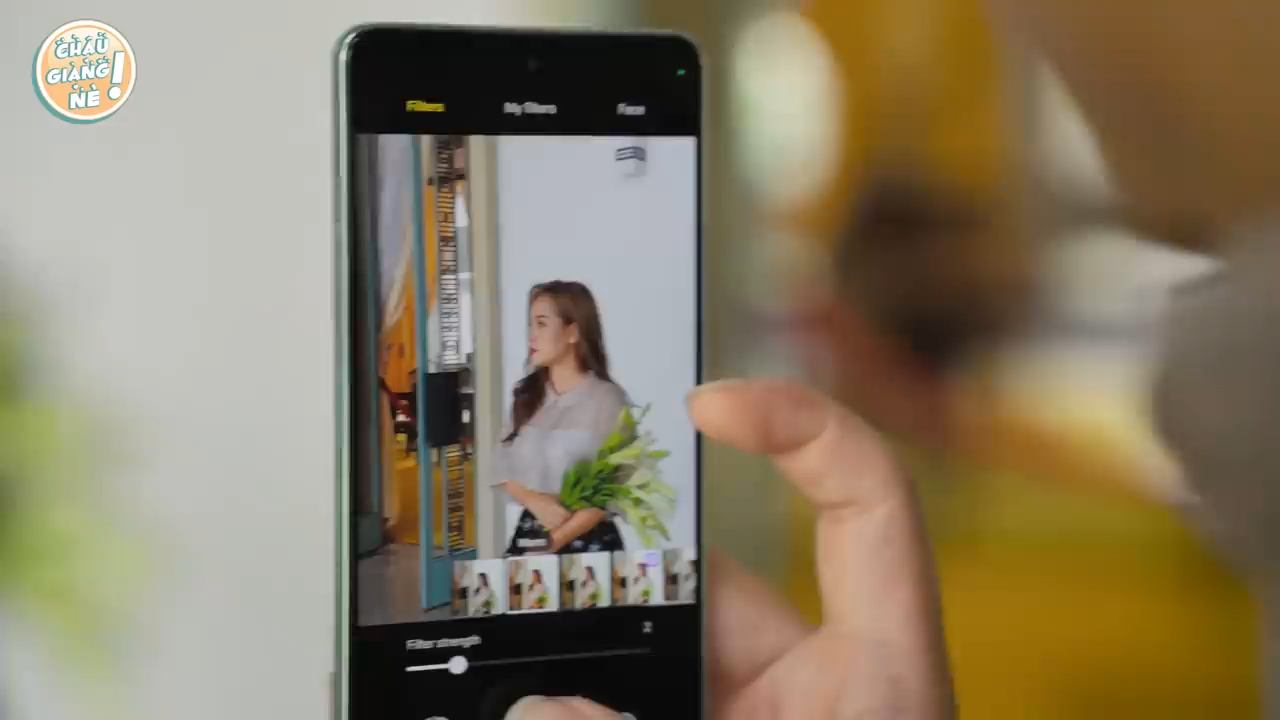 CHÂU
GIANG
NÈ!
Filters
My filters
Face
Filter strength